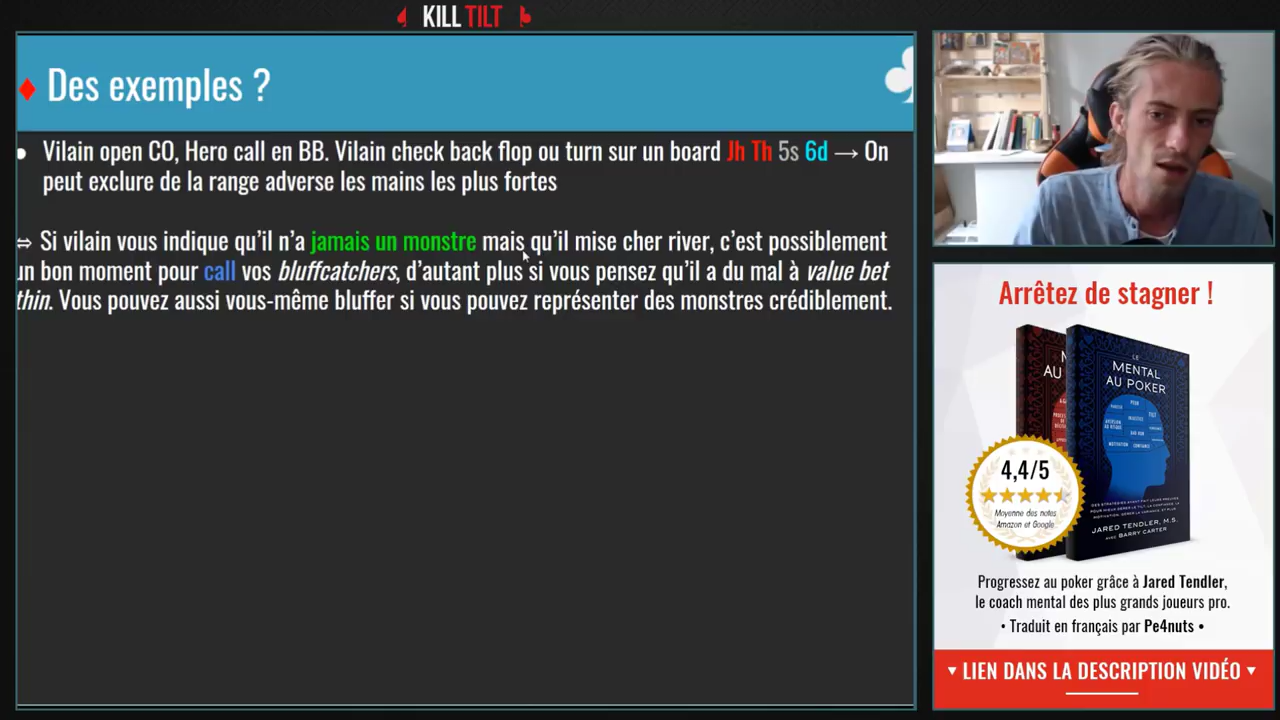 KILL TILT
Des exemples ?
Vilain open CO, Hero call en BB. Vilain check back flop ou turn sur un board Jh Th 5s 6d → On
peut exclure de la range adverse les mains les plus fortes
⇔ Si vilain vous indique qu'il n'a jamais un monstre mais qu'il mise cher river, c'est possiblement
un bon moment pour call vos bluffcatchers, d'autant plus si vous pensez qu'il a du mal à value bet
thin. Vous pouvez aussi vous-même bluffer si vous pouvez représenter des monstres crédiblement.
Arrêtez de stagner !
LE
MENTAL
AU POKER
4,4/5
Moyenne des notes
Amazon et Google
JARED TENDLER, M.S.
AVEC BARRY CARTER
Progressez au poker grâce à Jared Tendler,
le coach mental des plus grands joueurs pro.
• Traduit en français par Pe4nuts •
LIEN DANS LA DESCRIPTION VIDÉO